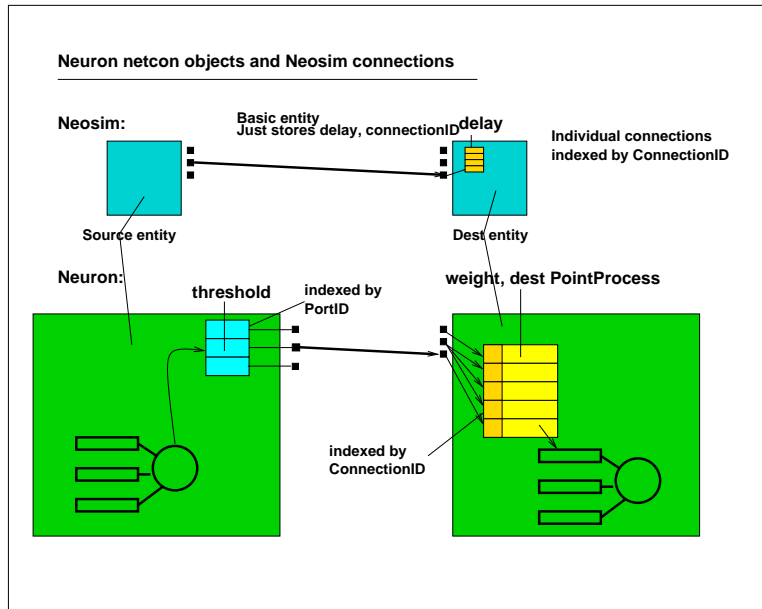 Neuron netcon objects and Neosim connections
Neosim:
Basic entity
Just stores delay, connectionID
delay
Individual connections
indexed by ConnectionID
Source entity
Dest entity
Neuron:
threshold
indexed by
PortID
weight, dest PointProcess
indexed by
ConnectionID